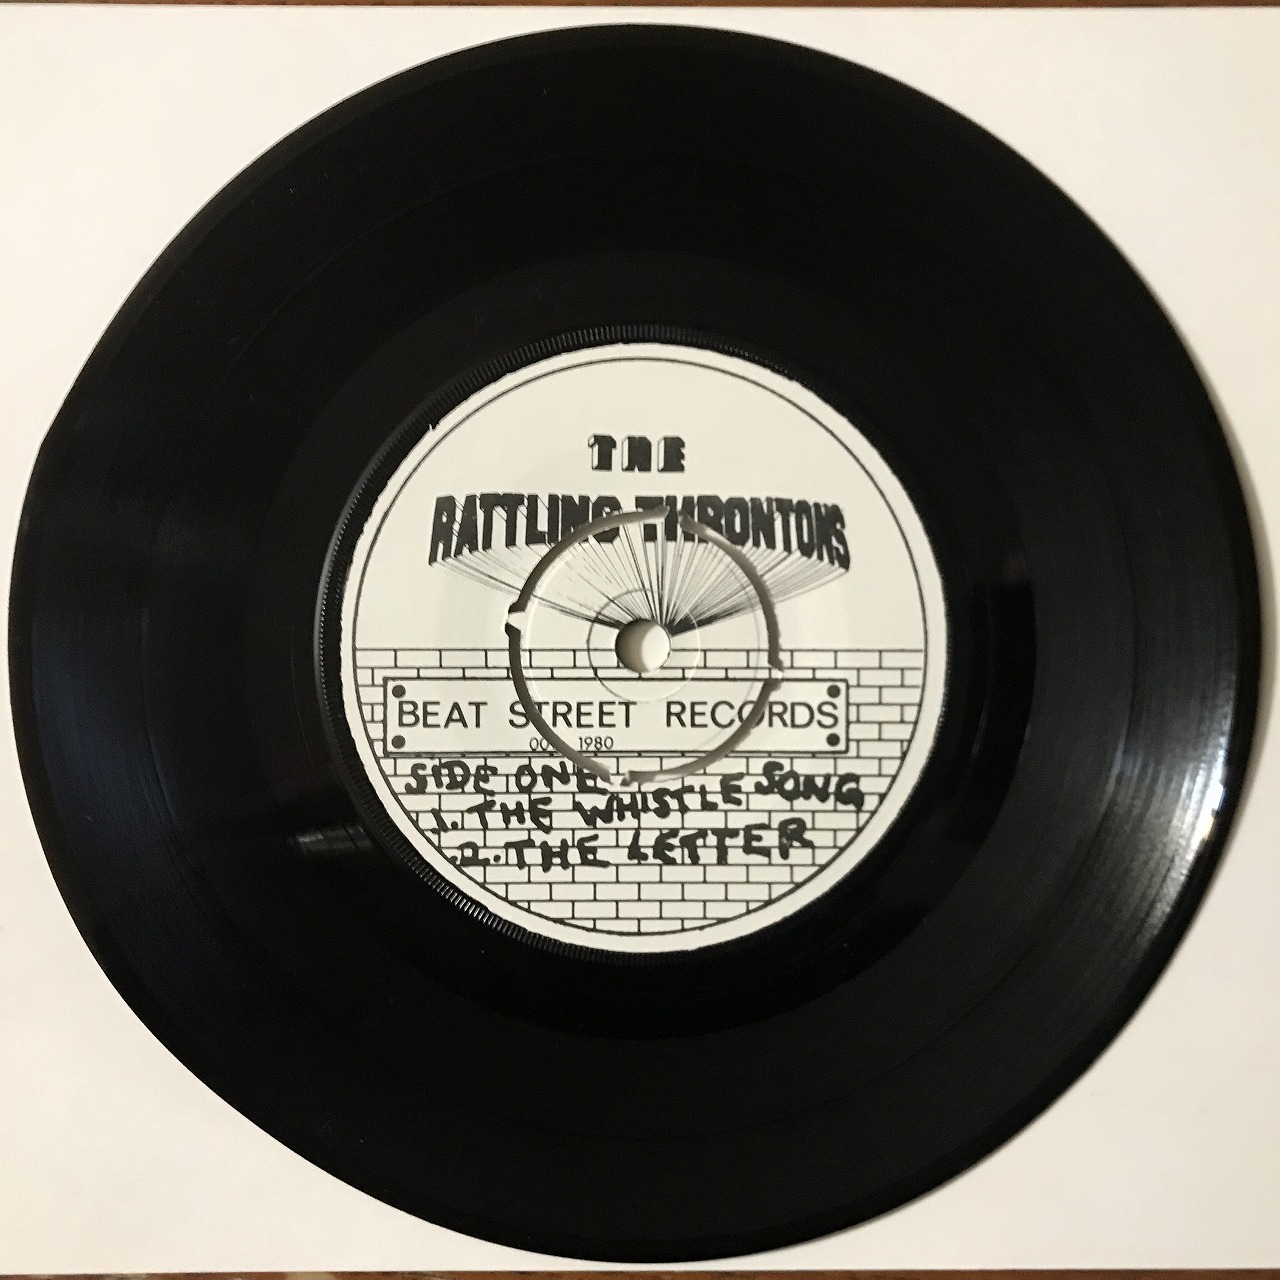 THE
RATTLING THRONTONS
BEAT STREET RECORDS
1980
SIDE ONE
1. THE WHISTLE SONG
2. THE LETTER